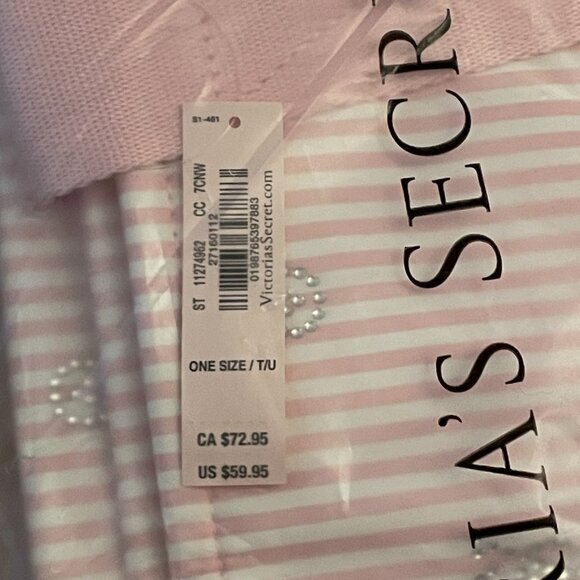 S1-461
ST 11274962 CC 7CNW
27160112
0198765397883
VictoriasSecret.com
ONE SIZE / T/U
CA $72.95
US $59.95
RIA'S SECR